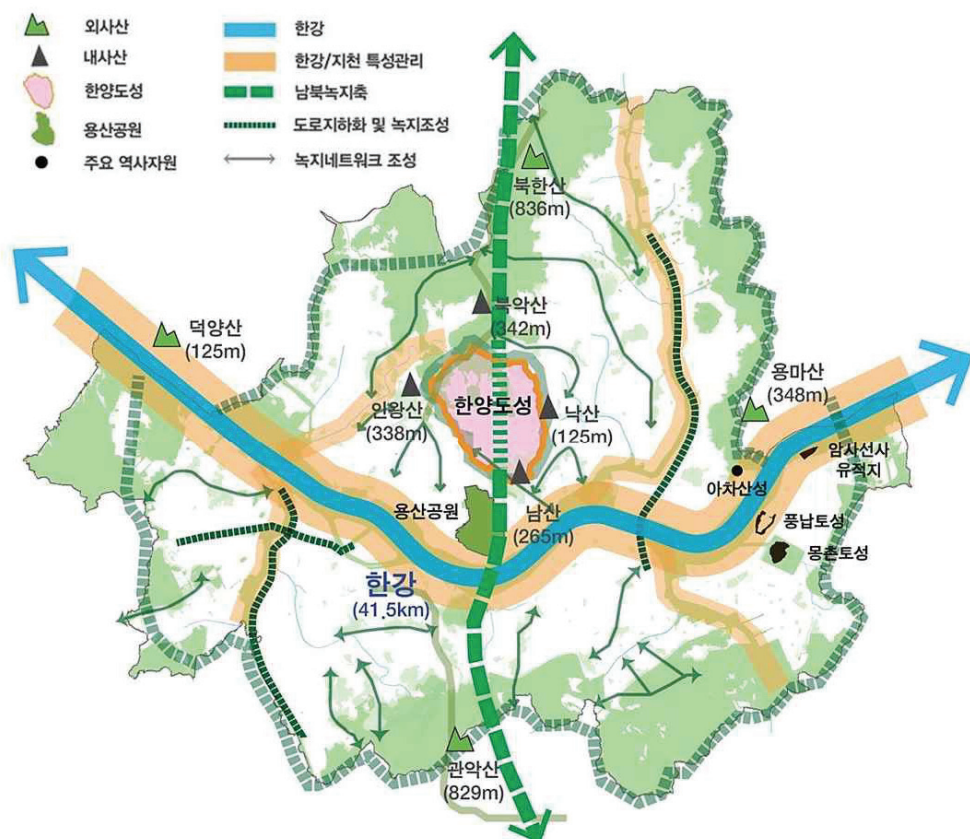 외사산
내사산
한양도성
용산공원
주요 역사자원
한강
한강/지천 특성관리
남북녹지축
도로지하화 및 녹지조성
녹지네트워크 조성
북한산
(836m)
북악산
(342m)
덕양산
(125m)
인왕산
(338m)
한양도성
낙산
(125m)
용마산
(348m)
암사선사
유적지
아차산성
용산공원
남산
(265m)
풍납토성
몽촌토성
한강
(41.5km)
관악산
(829m)